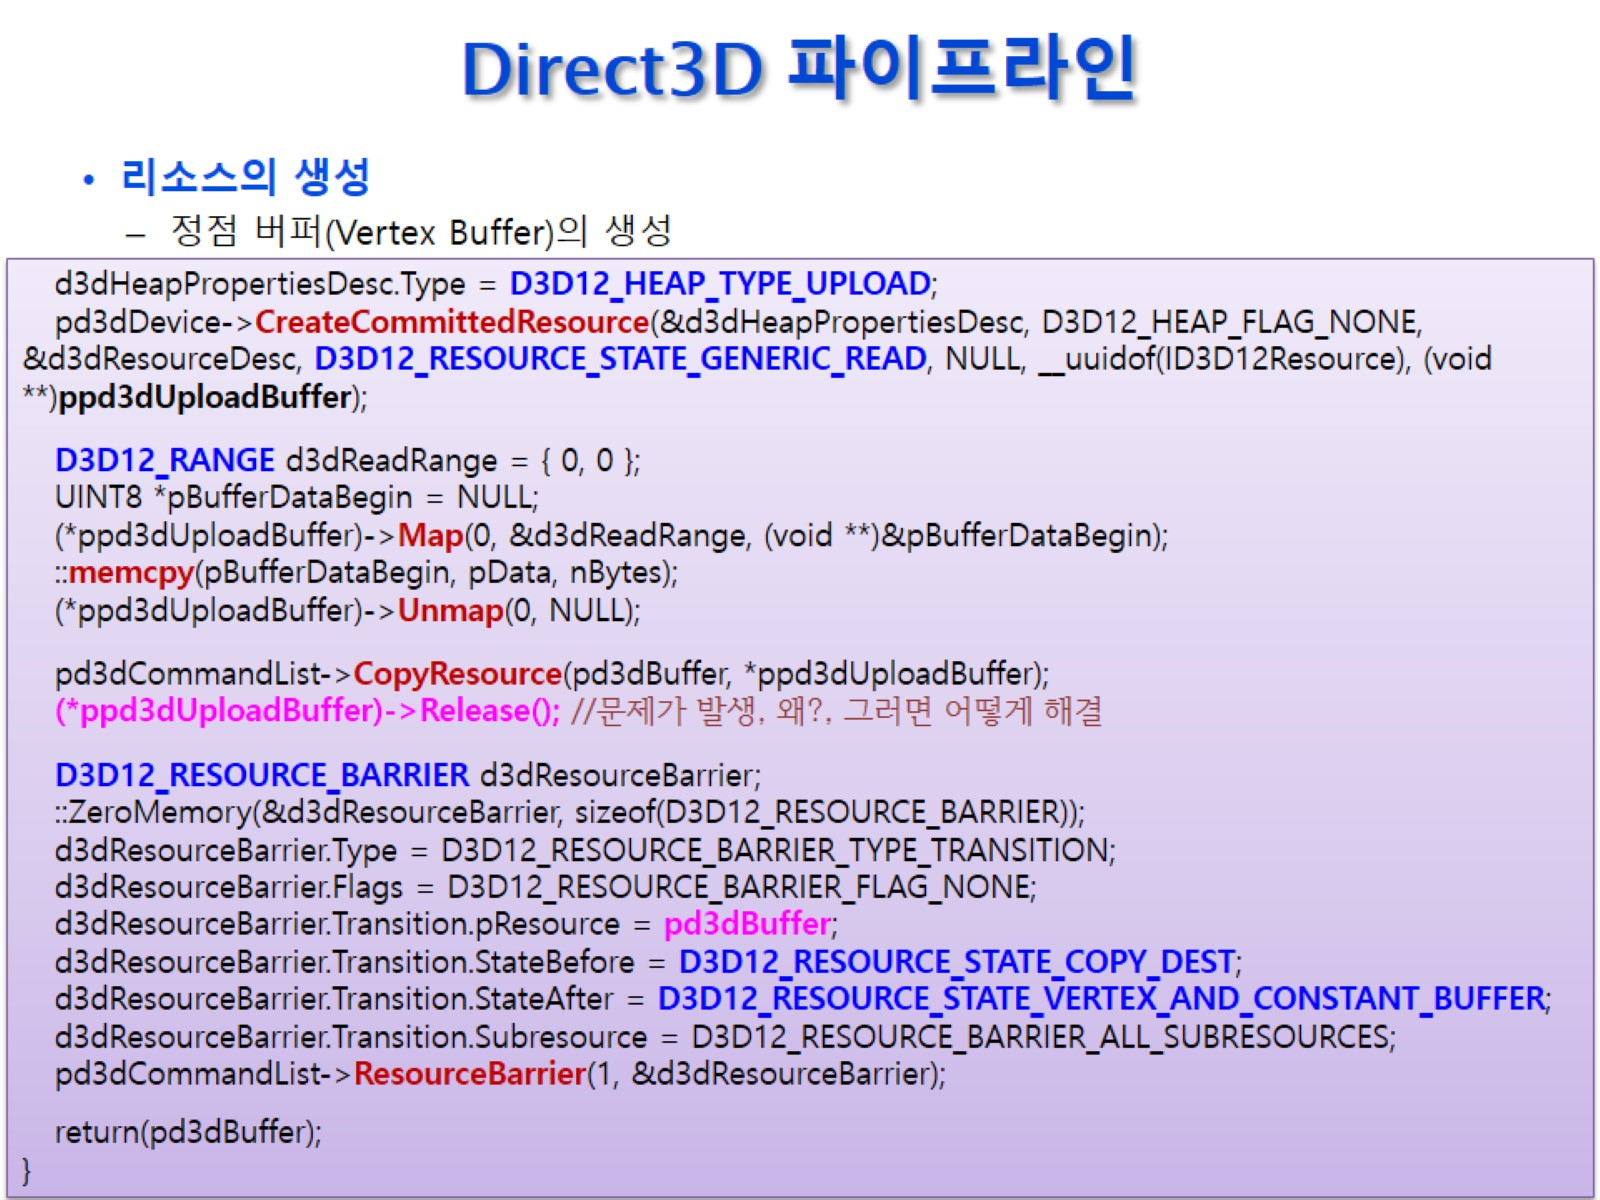 Direct3D 파이프라인
• 리소스의 생성
– 정점 버퍼(Vertex Buffer)의 생성
d3dHeapPropertiesDesc.Type = D3D12_HEAP_TYPE_UPLOAD;
pd3dDevice->CreateCommittedResource(&d3dHeapPropertiesDesc, D3D12_HEAP_FLAG_NONE,
&d3dResourceDesc, D3D12_RESOURCE_STATE_GENERIC_READ, NULL, __uuidof(ID3D12Resource), (void
**)ppd3dUploadBuffer);
D3D12_RANGE d3dReadRange = { 0, 0 };
UINT8 *pBufferDataBegin = NULL;
(*ppd3dUploadBuffer)->Map(0, &d3dReadRange, (void **)&pBufferDataBegin);
::memcpy(pBufferDataBegin, pData, nBytes);
(*ppd3dUploadBuffer)->Unmap(0, NULL);
pd3dCommandList->CopyResource(pd3dBuffer, *ppd3dUploadBuffer);
(*ppd3dUploadBuffer)->Release(); //문제가 발생, 왜?, 그러면 어떻게 해결
D3D12_RESOURCE_BARRIER d3dResourceBarrier;
::ZeroMemory(&d3dResourceBarrier, sizeof(D3D12_RESOURCE_BARRIER));
d3dResourceBarrier.Type = D3D12_RESOURCE_BARRIER_TYPE_TRANSITION;
d3dResourceBarrier.Flags = D3D12_RESOURCE_BARRIER_FLAG_NONE;
d3dResourceBarrier.Transition.pResource = pd3dBuffer;
d3dResourceBarrier.Transition.StateBefore = D3D12_RESOURCE_STATE_COPY_DEST;
d3dResourceBarrier.Transition.StateAfter = D3D12_RESOURCE_STATE_VERTEX_AND_CONSTANT_BUFFER;
d3dResourceBarrier.Transition.Subresource = D3D12_RESOURCE_BARRIER_ALL_SUBRESOURCES;
pd3dCommandList->ResourceBarrier(1, &d3dResourceBarrier);
return(pd3dBuffer);
}